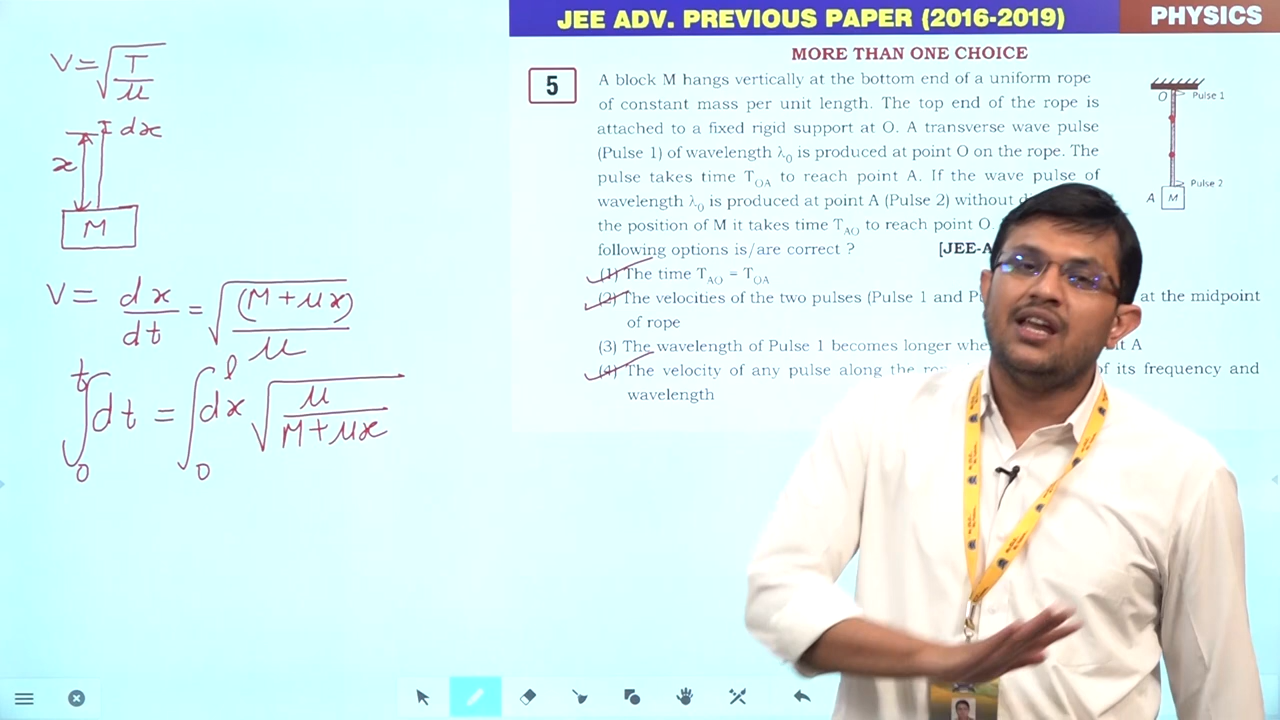 JEE ADV. PREVIOUS PAPER (2016-2019)
PHYSICS
MORE THAN ONE CHOICE
5
A block M hangs vertically at the bottom end of a uniform rope
of constant mass per unit length. The top end of the rope is
attached to a fixed rigid support at O. A transverse wave pulse
(Pulse 1) of wavelength λ₀ is produced at point O on the rope. The
pulse takes time T_OA to reach point A. If the wave pulse of
wavelength λ₀ is produced at point A (Pulse 2) without
the position of M it takes time T_AO to reach point O.
following options is/are correct ?
(1) The time T_AO = T_OA
(2) The velocities of the two pulses (Pulse 1 and at the midpoint
of rope
(3) The wavelength of Pulse 1 becomes longer A
(4) The velocity of any pulse along the of its frequency and
wavelength
O
Pulse 1
Pulse 2
A M
V = √(T/μ)
dx
x
M
V = dx/dt = √((M+μx)/μ)
∫₀ᵗ dt = ∫₀ˡ dx √(μ/(M+μx))